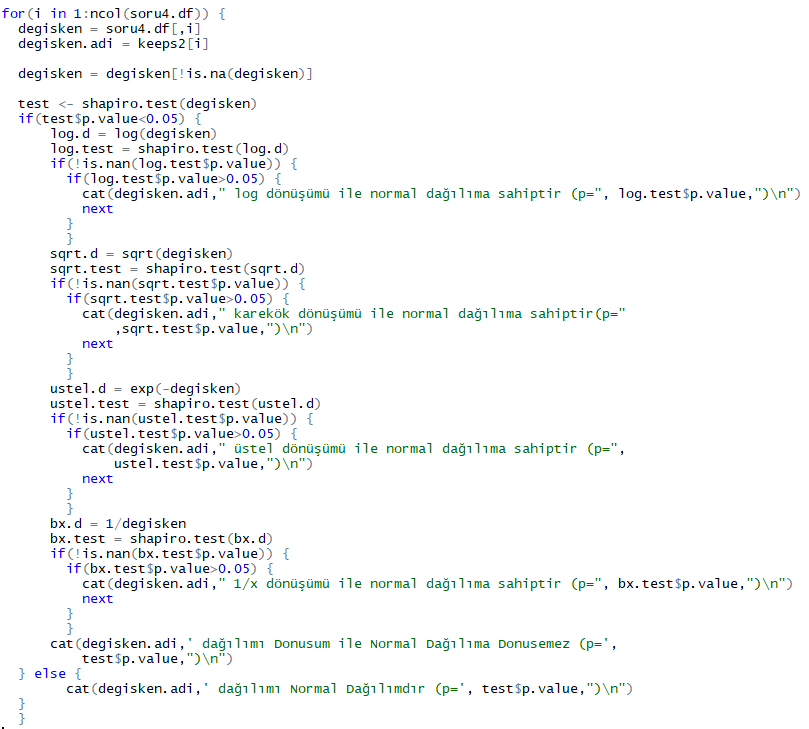 for(i in 1:ncol(soru4.df)) {
  degisken = soru4.df[,i]
  degisken.adi = keeps2[i]

  degisken = degisken[!is.na(degisken)]

  test <- shapiro.test(degisken)
  if(test$p.value<0.05) {
      log.d = log(degisken)
      log.test = shapiro.test(log.d)
      if(!is.nan(log.test$p.value)) {
        if(log.test$p.value>0.05) {
          cat(degisken.adi," log dönüşümü ile normal dağılıma sahiptir (p=", log.test$p.value,")\n")
          next
        }
        }
      sqrt.d = sqrt(degisken)
      sqrt.test = shapiro.test(sqrt.d)
      if(!is.nan(sqrt.test$p.value)) {
        if(sqrt.test$p.value>0.05) {
          cat(degisken.adi," karekök dönüşümü ile normal dağılıma sahiptir(p="
              ,sqrt.test$p.value,")\n")
          next
        }
        }
      ustel.d = exp(-degisken)
      ustel.test = shapiro.test(ustel.d)
      if(!is.nan(ustel.test$p.value)) {
        if(ustel.test$p.value>0.05) {
          cat(degisken.adi," üstel dönüşümü ile normal dağılıma sahiptir (p=",
              ustel.test$p.value,")\n")
          next
        }
        }
      bx.d = 1/degisken
      bx.test = shapiro.test(bx.d)
      if(!is.nan(bx.test$p.value)) {
        if(bx.test$p.value>0.05) {
          cat(degisken.adi," 1/x dönüşümü ile normal dağılıma sahiptir (p=", bx.test$p.value,")\n")
          next
        }
        }
      cat(degisken.adi,' dağılımı Donusum ile Normal Dağılıma Donusemez (p=',
          test$p.value,")\n")
  } else {
        cat(degisken.adi,' dağılımı Normal Dağılımdır (p=', test$p.value,")\n")
  }
  }